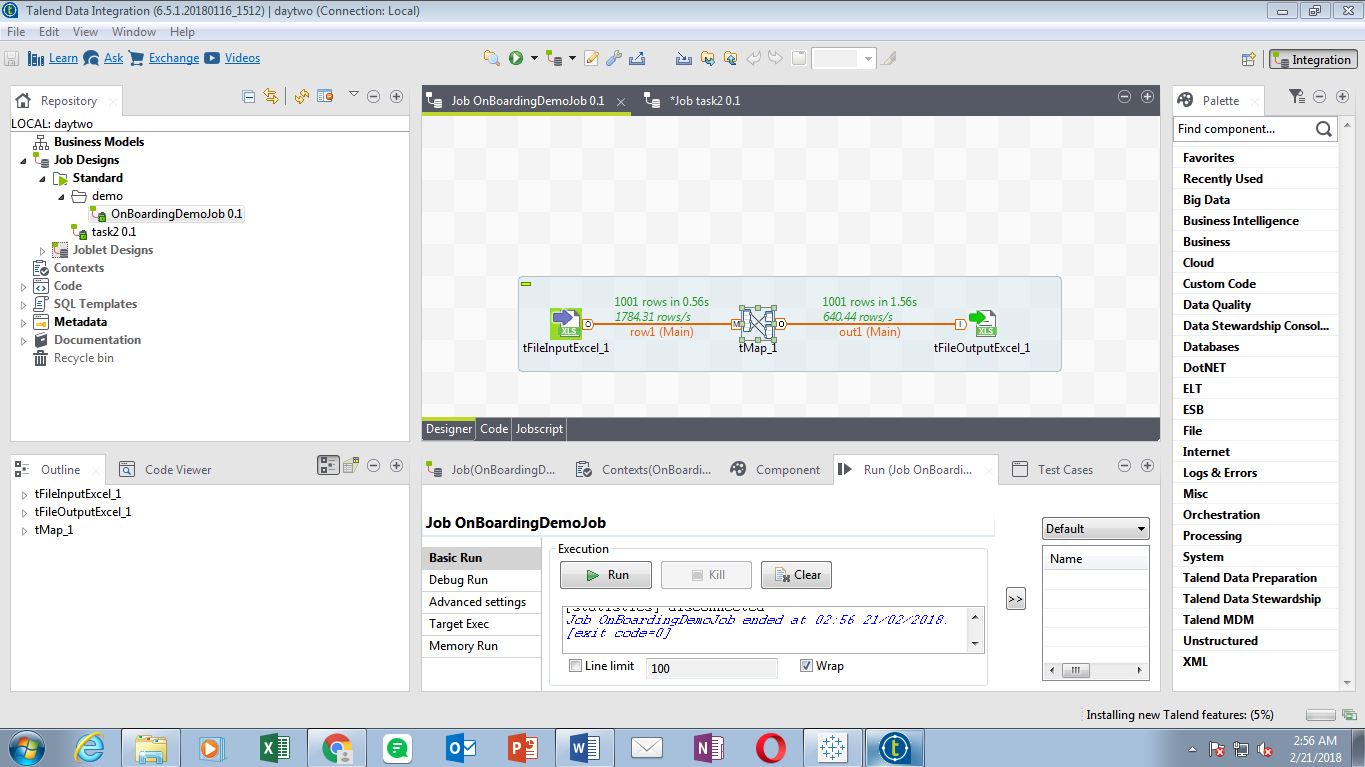 Talend Data Integration (6.5.1.20180116_1512) | daytwo (Connection: Local)
File Edit View Window Help
Learn Ask Exchange Videos
Integration
Repository
LOCAL: daytwo
Business Models
Job Designs
Standard
demo
OnBoardingDemoJob 0.1
task2 0.1
Joblet Designs
Contexts
Code
SQL Templates
Metadata
Documentation
Recycle bin
Outline Code Viewer
tFileInputExcel_1
tFileOutputExcel_1
tMap_1
Job OnBoardingDemoJob 0.1 *Job task2 0.1
1001 rows in 0.56s
1784.31 rows/s
row1 (Main)
1001 rows in 1.56s
640.44 rows/s
out1 (Main)
XLS O M O I XLS
tFileInputExcel_1 tMap_1 tFileOutputExcel_1
Designer Code Jobscript
Job(OnBoardingD... Contexts(OnBoardi... Component Run (Job OnBoardi... Test Cases
Job OnBoardingDemoJob
Basic Run
Debug Run
Advanced settings
Target Exec
Memory Run
Execution
Run Kill Clear
[statistics] disconnected
Job OnBoardingDemoJob ended at 02:56 21/02/2018.
[exit code=0]
Line limit 100 Wrap
>>
Default
Name
Palette
Find component...
Favorites
Recently Used
Big Data
Business Intelligence
Business
Cloud
Custom Code
Data Quality
Data Stewardship Consol...
Databases
DotNET
ELT
ESB
File
Internet
Logs & Errors
Misc
Orchestration
Processing
System
Talend Data Preparation
Talend Data Stewardship
Talend MDM
Unstructured
XML
Installing new Talend features: (5%)
2:56 AM
2/21/2018